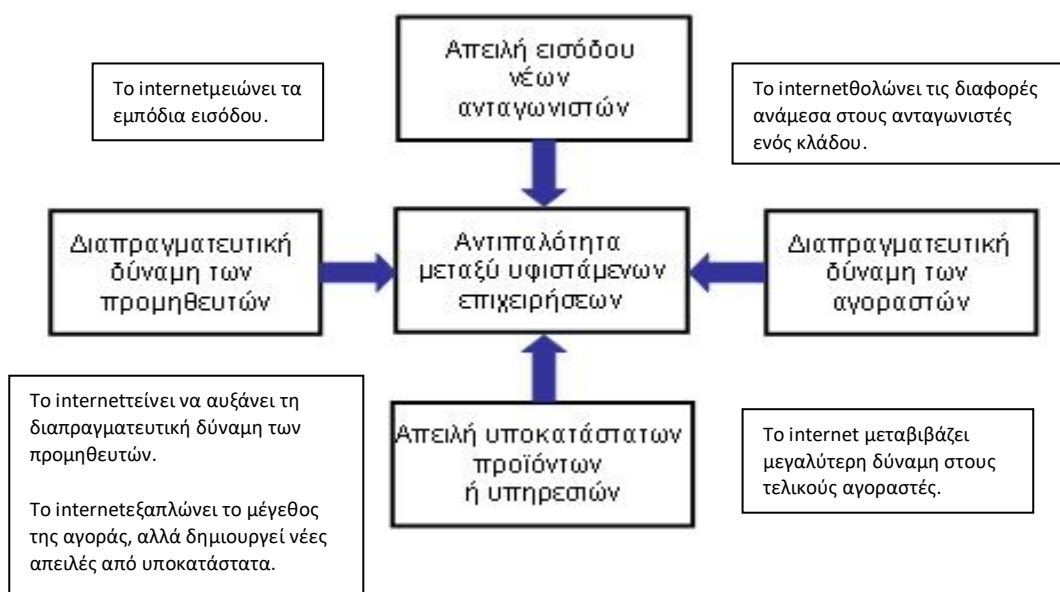 Απειλή εισόδου
νέων
ανταγωνιστών
Το internetμειώνει τα
εμπόδια εισόδου.
Το internetθολώνει τις διαφορές
ανάμεσα στους ανταγωνιστές
ενός κλάδου.
Διαπραγματευτική
δύναμη των
προμηθευτών
Αντιπαλότητα
μεταξύ υφιστάμενων
επιχειρήσεων
Διαπραγματευτική
δύναμη των
αγοραστών
Το internetτείνει να αυξάνει τη
διαπραγματευτική δύναμη των
προμηθευτών.
Το internetεξαπλώνει το μέγεθος
της αγοράς, αλλά δημιουργεί νέες
απειλές από υποκατάστατα.
Απειλή υποκατάστατων
προϊόντων
ή υπηρεσιών
Το internet μεταβιβάζει
μεγαλύτερη δύναμη στους
τελικούς αγοραστές.